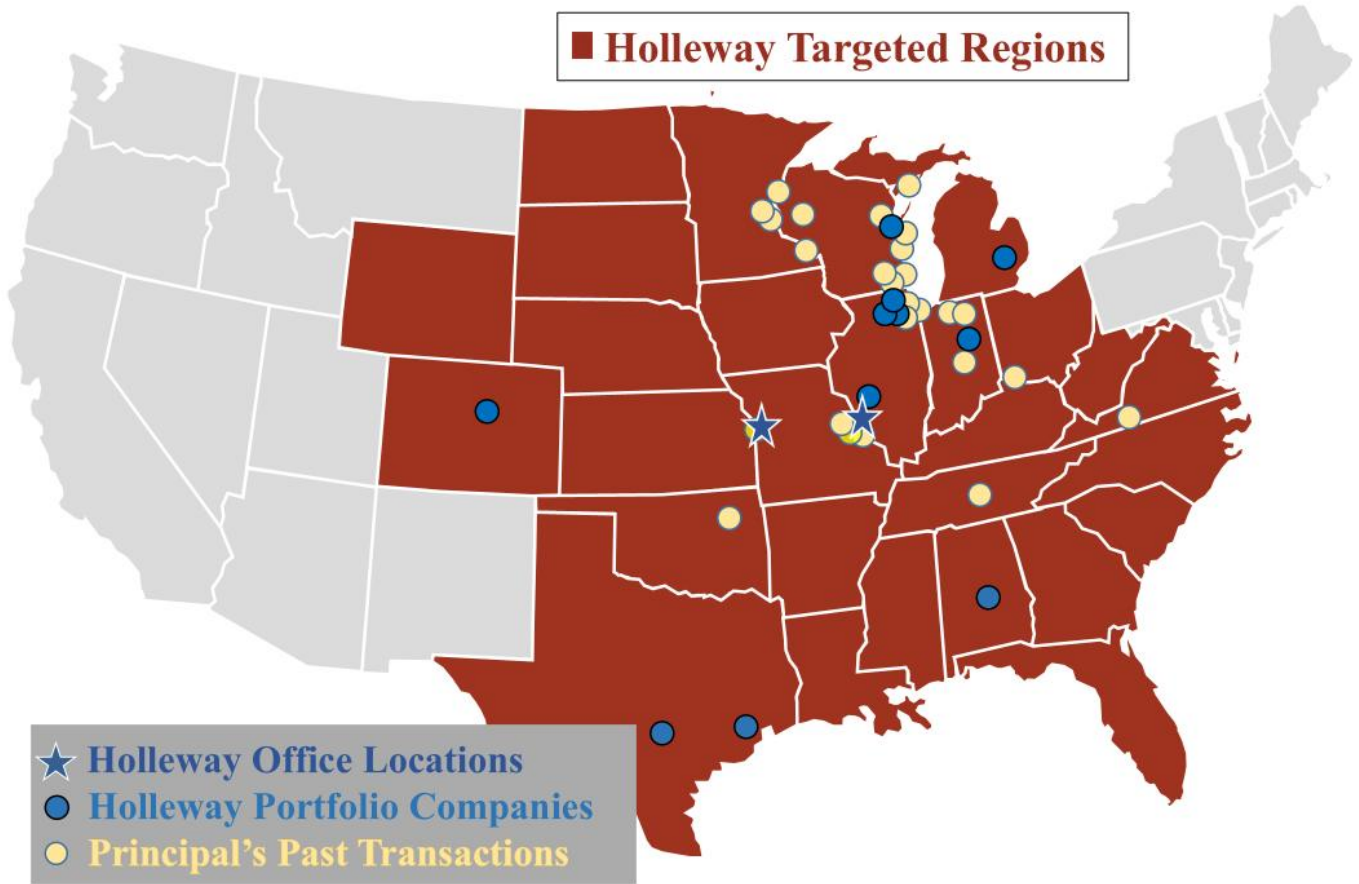 Holleway Targeted Regions
Holleway Office Locations
Holleway Portfolio Companies
Principal’s Past Transactions